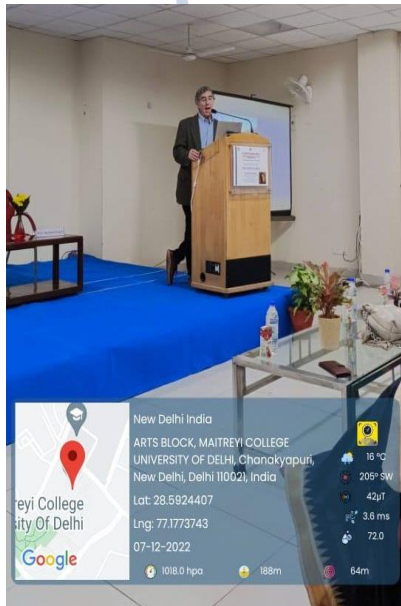 New Delhi India
ARTS BLOCK, MAITREYI COLLEGE
UNIVERSITY OF DELHI, Chanakyapuri,
New Delhi, Delhi 110021, India
Lat: 28.5924407
Lng: 77.1773743
07-12-2022
16 °C
205° SW
42µT
3.6 ms
72.0
1018.0 hpa
188m
64m
reyi College
sity Of Delhi
Google